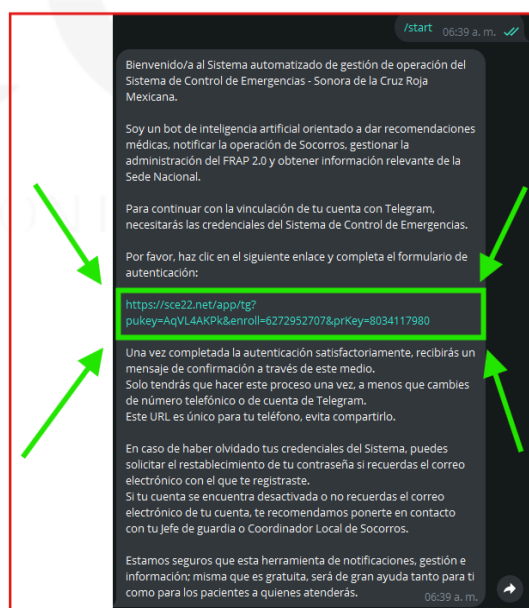 /start 06:39 a. m.
Bienvenido/a al Sistema automatizado de gestión de operación del
Sistema de Control de Emergencias - Sonora de la Cruz Roja
Mexicana.
Soy un bot de inteligencia artificial orientado a dar recomendaciones
médicas, notificar la operación de Socorros, gestionar la
administración del FRAP 2.0 y obtener información relevante de la
Sede Nacional.
Para continuar con la vinculación de tu cuenta con Telegram,
necesitarás las credenciales del Sistema de Control de Emergencias.
Por favor, haz clic en el siguiente enlace y completa el formulario de
autenticación:
https://sce22.net/app/tg?
pukey=AqVL4AKPk&enroll=6272952707&prKey=8034117980
Una vez completada la autenticación satisfactoriamente, recibirás un
mensaje de confirmación a través de este medio.
Solo tendrás que hacer este proceso una vez, a menos que cambies
de número telefónico o de cuenta de Telegram.
Este URL es único para tu teléfono, evita compartirlo.
En caso de haber olvidado tus credenciales del Sistema, puedes
solicitar el restablecimiento de tu contraseña si recuerdas el correo
electrónico con el que te registraste.
Si tu cuenta se encuentra desactivada o no recuerdas el correo
electrónico de tu cuenta, te recomendamos ponerte en contacto
con tu Jefe de guardia o Coordinador Local de Socorros.
Estamos seguros que esta herramienta de notificaciones, gestión e
información; misma que es gratuita, será de gran ayuda tanto para ti
como para los pacientes a quienes atenderás. 06:39 a. m.